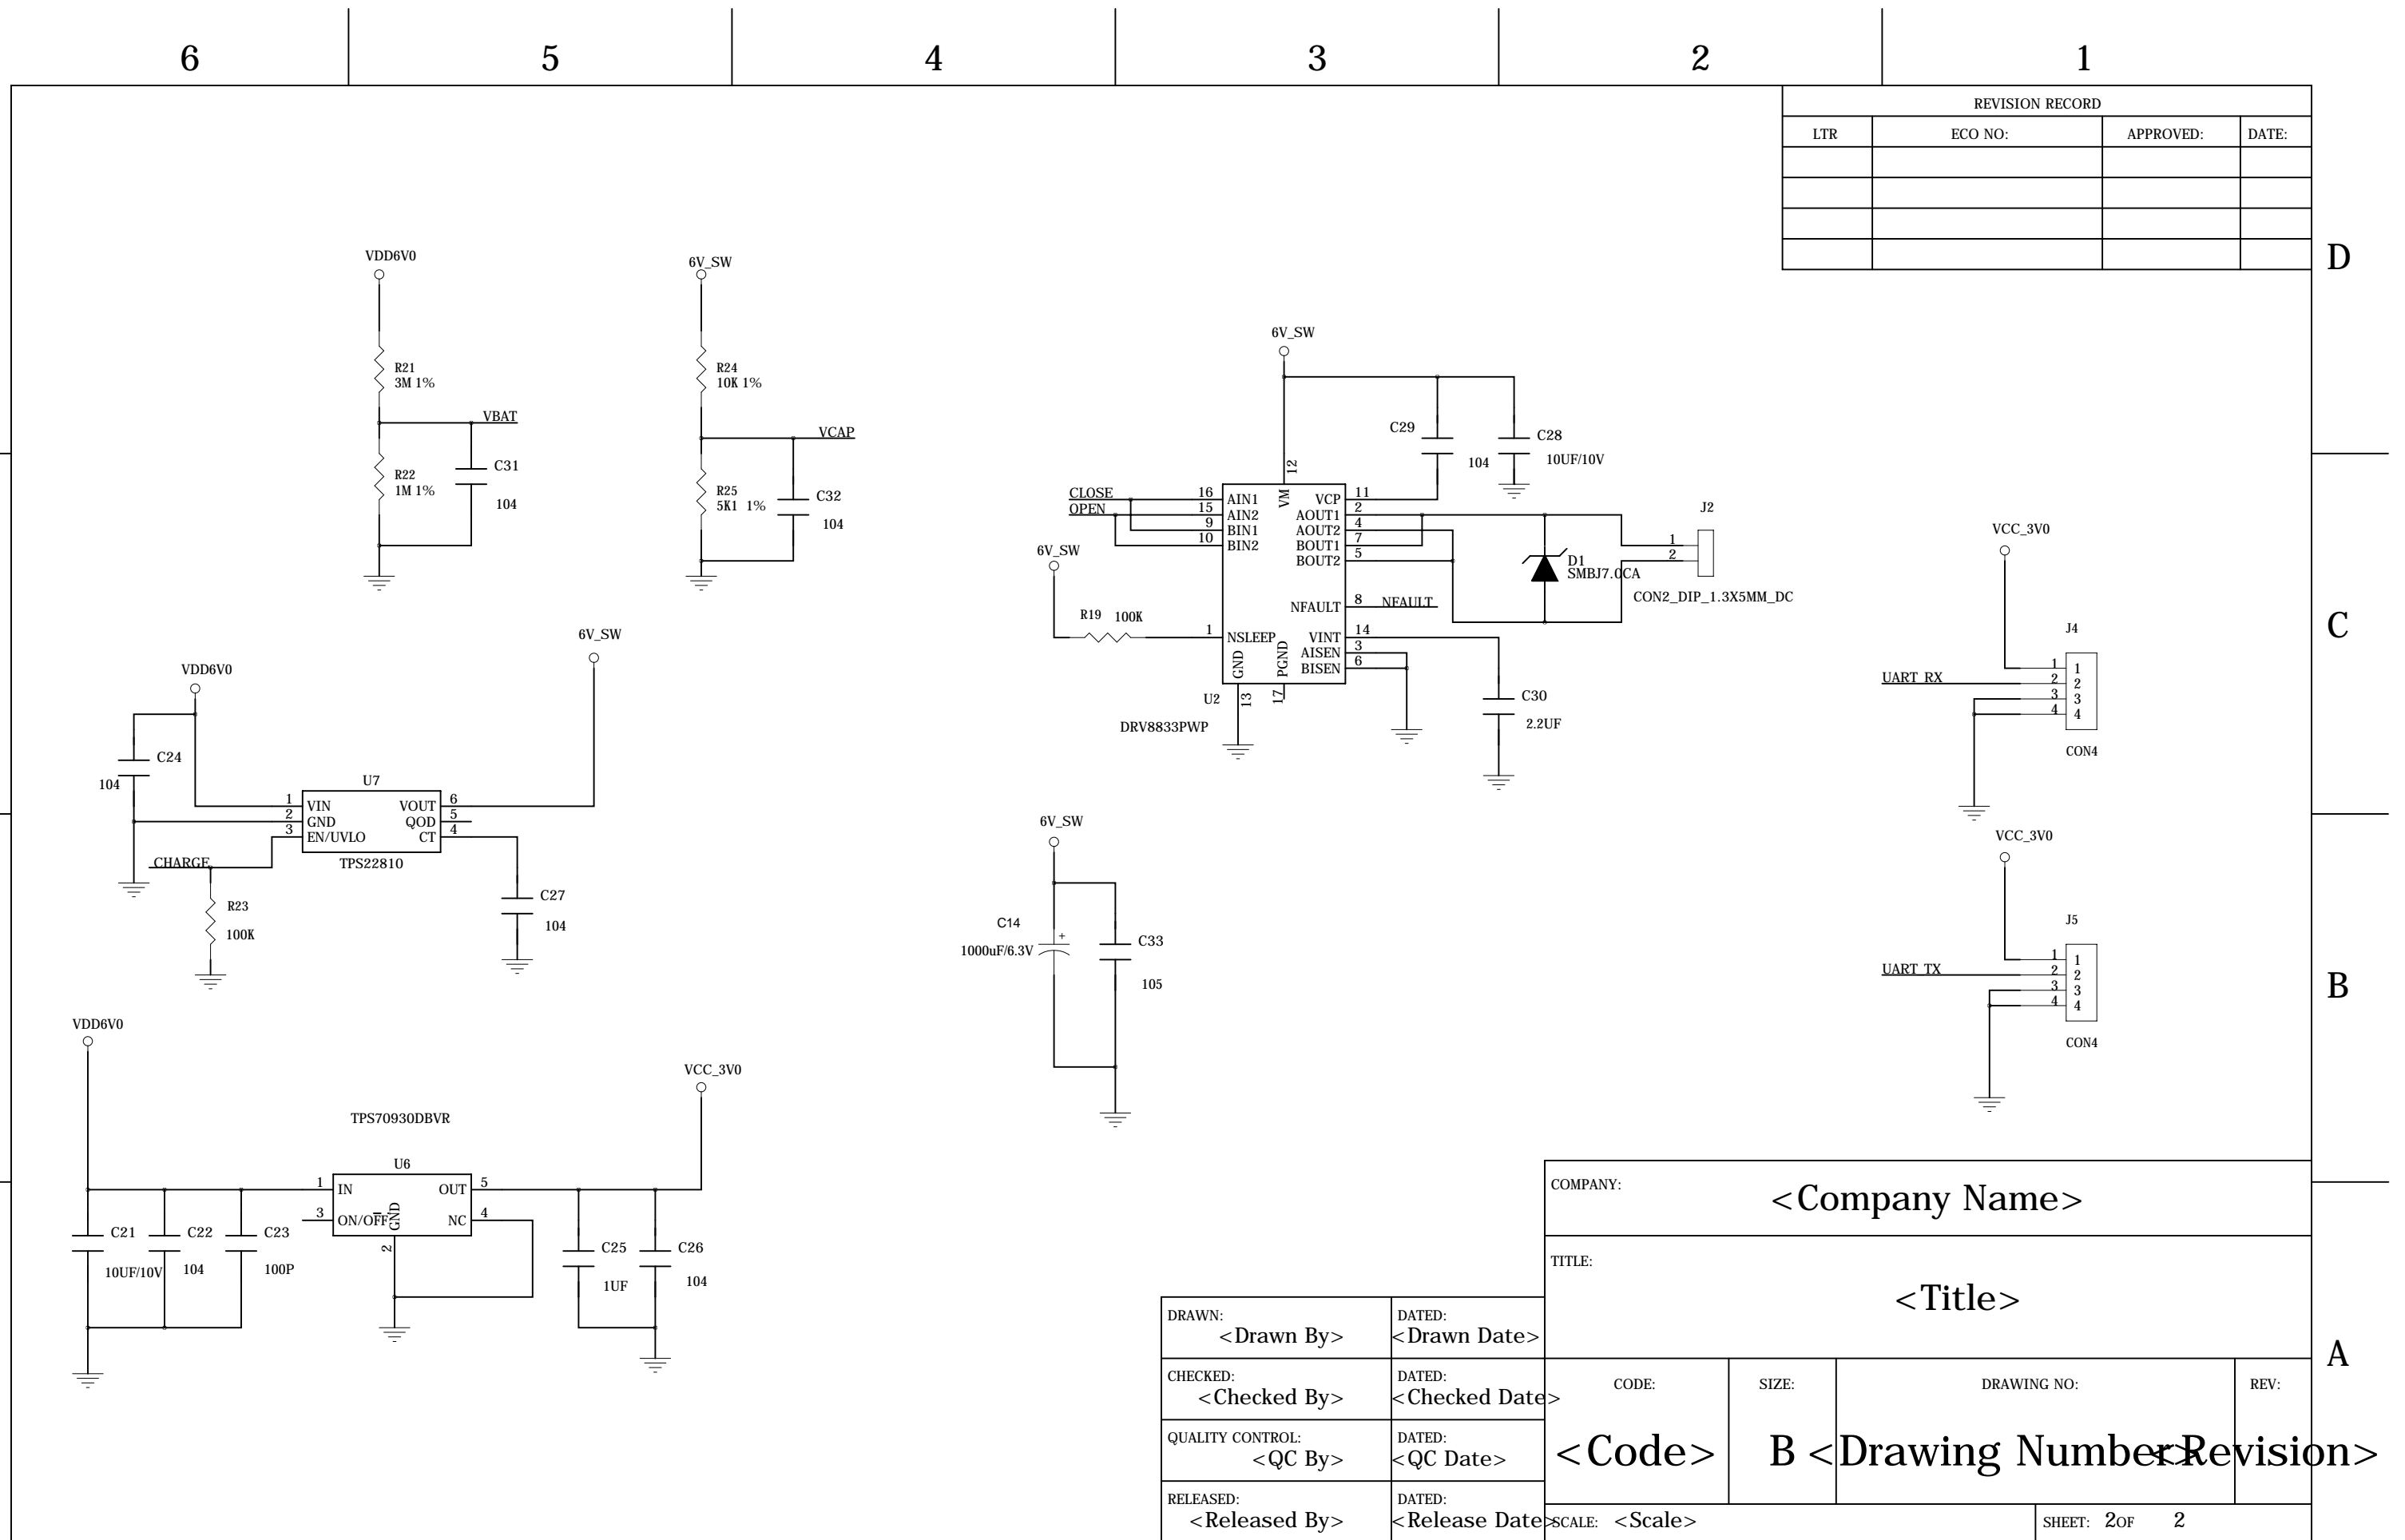 6 5 4 3 2 1
REVISION RECORD
LTR ECO NO: APPROVED: DATE:
D
C
B
A
VDD6V0
R21
3M 1%
VBAT
R22
1M 1%
C31
104
6V_SW
R24
10K 1%
VCAP
R25
5K1 1%
C32
104
6V_SW
C29
104
C28
10UF/10V
12
VM
CLOSE 16 AIN1 VCP 11
OPEN 15 AIN2 AOUT1 2
9 BIN1 AOUT2 4
10 BIN2 BOUT1 7
BOUT2 5
NFAULT 8 NFAULT
6V_SW
R19 100K
1 NSLEEP VINT 14
AISEN 3
BISEN 6
GND
PGND
13
17
U2
DRV8833PWP
C30
2.2UF
D1
SMBJ7.0CA
J2
1
2
CON2_DIP_1.3X5MM_DC
VCC_3V0
J4
1 1
UART_RX 2 2
3 3
4 4
CON4
VCC_3V0
J5
1 1
UART_TX 2 2
3 3
4 4
CON4
VDD6V0
6V_SW
C24
104
U7
1 VIN VOUT 6
2 GND QOD 5
3 EN/UVLO CT 4
TPS22810
CHARGE
R23
100K
C27
104
6V_SW
C14
1000uF/6.3V
+
C33
105
VDD6V0
VCC_3V0
TPS70930DBVR
U6
1 IN OUT 5
3 ON/OFF NC 4
GND
2
C21
10UF/10V
C22
104
C23
100P
C25
1UF
C26
104
COMPANY:
<Company Name>
TITLE:
<Title>
DRAWN:
<Drawn By>
DATED:
<Drawn Date>
CHECKED:
<Checked By>
DATED:
<Checked Date>
QUALITY CONTROL:
<QC By>
DATED:
<QC Date>
RELEASED:
<Released By>
DATED:
<Release Date>
CODE: SIZE: DRAWING NO: REV:
<Code> B <Drawing Number> <Revision>
SCALE: <Scale> SHEET: 2 OF 2